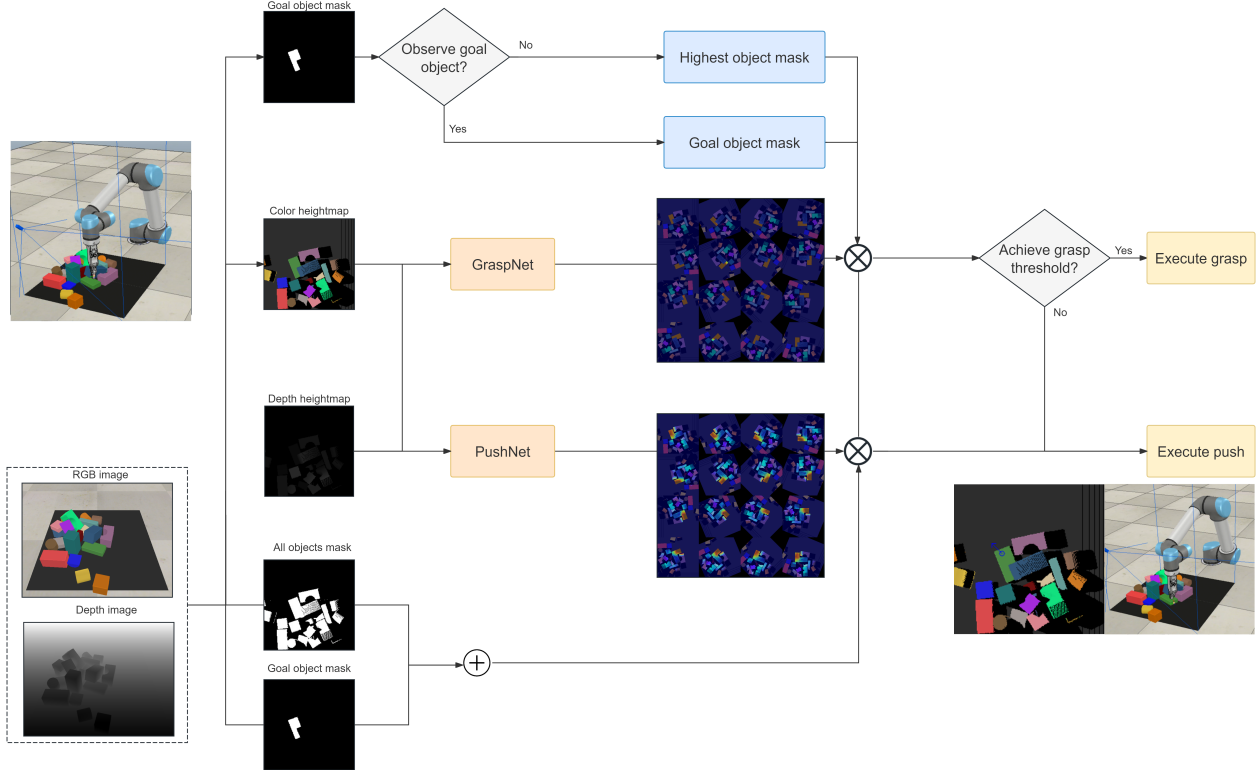 Goal object mask
Observe goal
object?
No
Yes
Highest object mask
Goal object mask
Color heightmap
GraspNet
Achieve grasp
threshold?
Yes
No
Execute grasp
Depth heightmap
PushNet
Execute push
RGB image
Depth image
All objects mask
Goal object mask